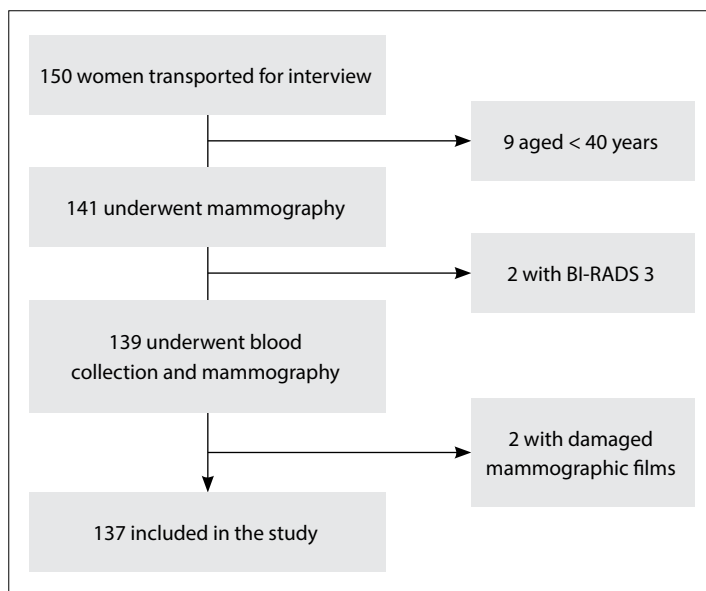 150 women transported for interview
9 aged < 40 years
141 underwent mammography
2 with BI-RADS 3
139 underwent blood
collection and mammography
2 with damaged
mammographic films
137 included in the study